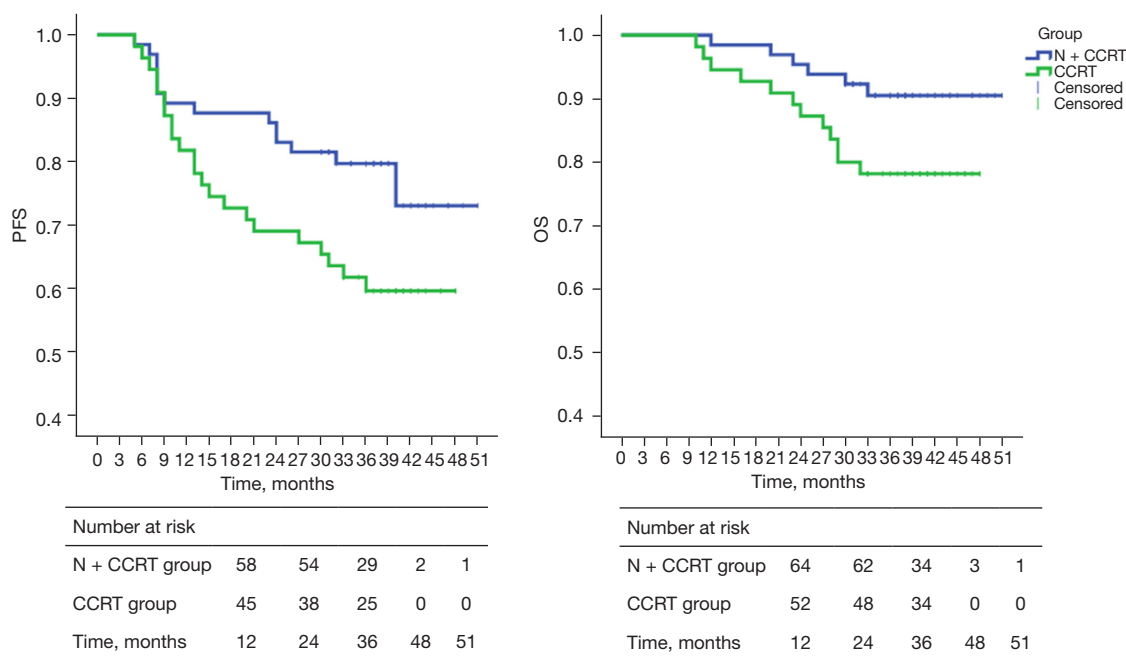 1.0
0.9
0.8
0.7
0.6
0.5
0.4
PFS
0 3 6 9 12 15 18 21 24 27 30 33 36 39 42 45 48 51
Time, months
Number at risk
N + CCRT group 58 54 29 2 1
CCRT group 45 38 25 0 0
Time, months 12 24 36 48 51
1.0
0.9
0.8
0.7
0.6
0.5
0.4
OS
0 3 6 9 12 15 18 21 24 27 30 33 36 39 42 45 48 51
Time, months
Group
N + CCRT
CCRT
Censored
Censored
Number at risk
N + CCRT group 64 62 34 3 1
CCRT group 52 48 34 0 0
Time, months 12 24 36 48 51